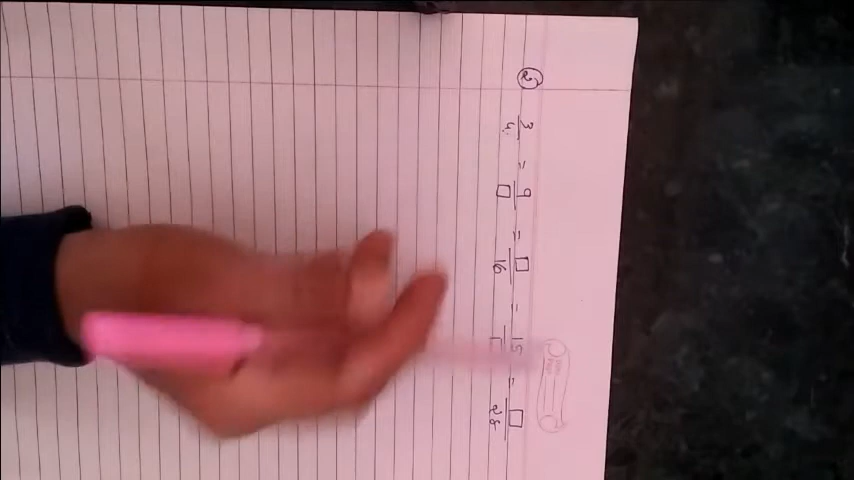 ② 3/4 = 9/□ = □/16 = 15/□ = □/28